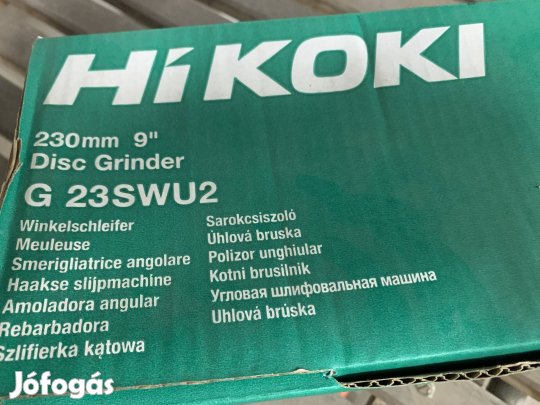 HiKOKI
230mm 9"
Disc Grinder
G 23SWU2
Winkelschleifer
Meuleuse
Smerigliatrice angolare
Haakse slijpmachine
Amoladora angular
Rebarbadora
Szlifierka kątowa
Sarokcsiszoló
Úhlová bruska
Polizor unghiular
Kotni brusilnik
Угловая шлифовальная машина
Uhlová brúska
Jófogás